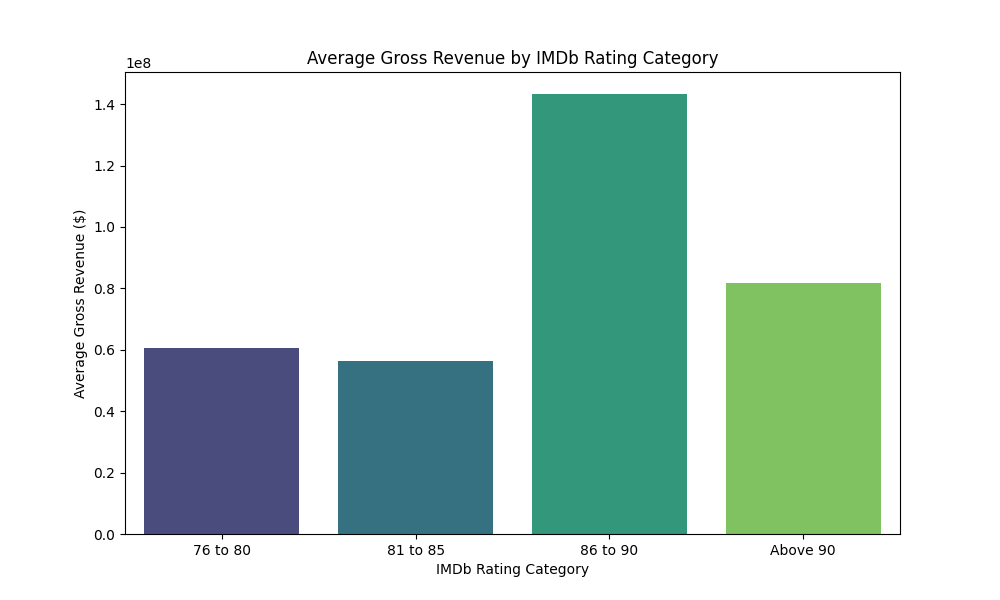 Average Gross Revenue by IMDb Rating Category
1e8
1.4
1.2
1.0
0.8
0.6
0.4
0.2
0.0
Average Gross Revenue ($)
76 to 80
81 to 85
86 to 90
Above 90
IMDb Rating Category